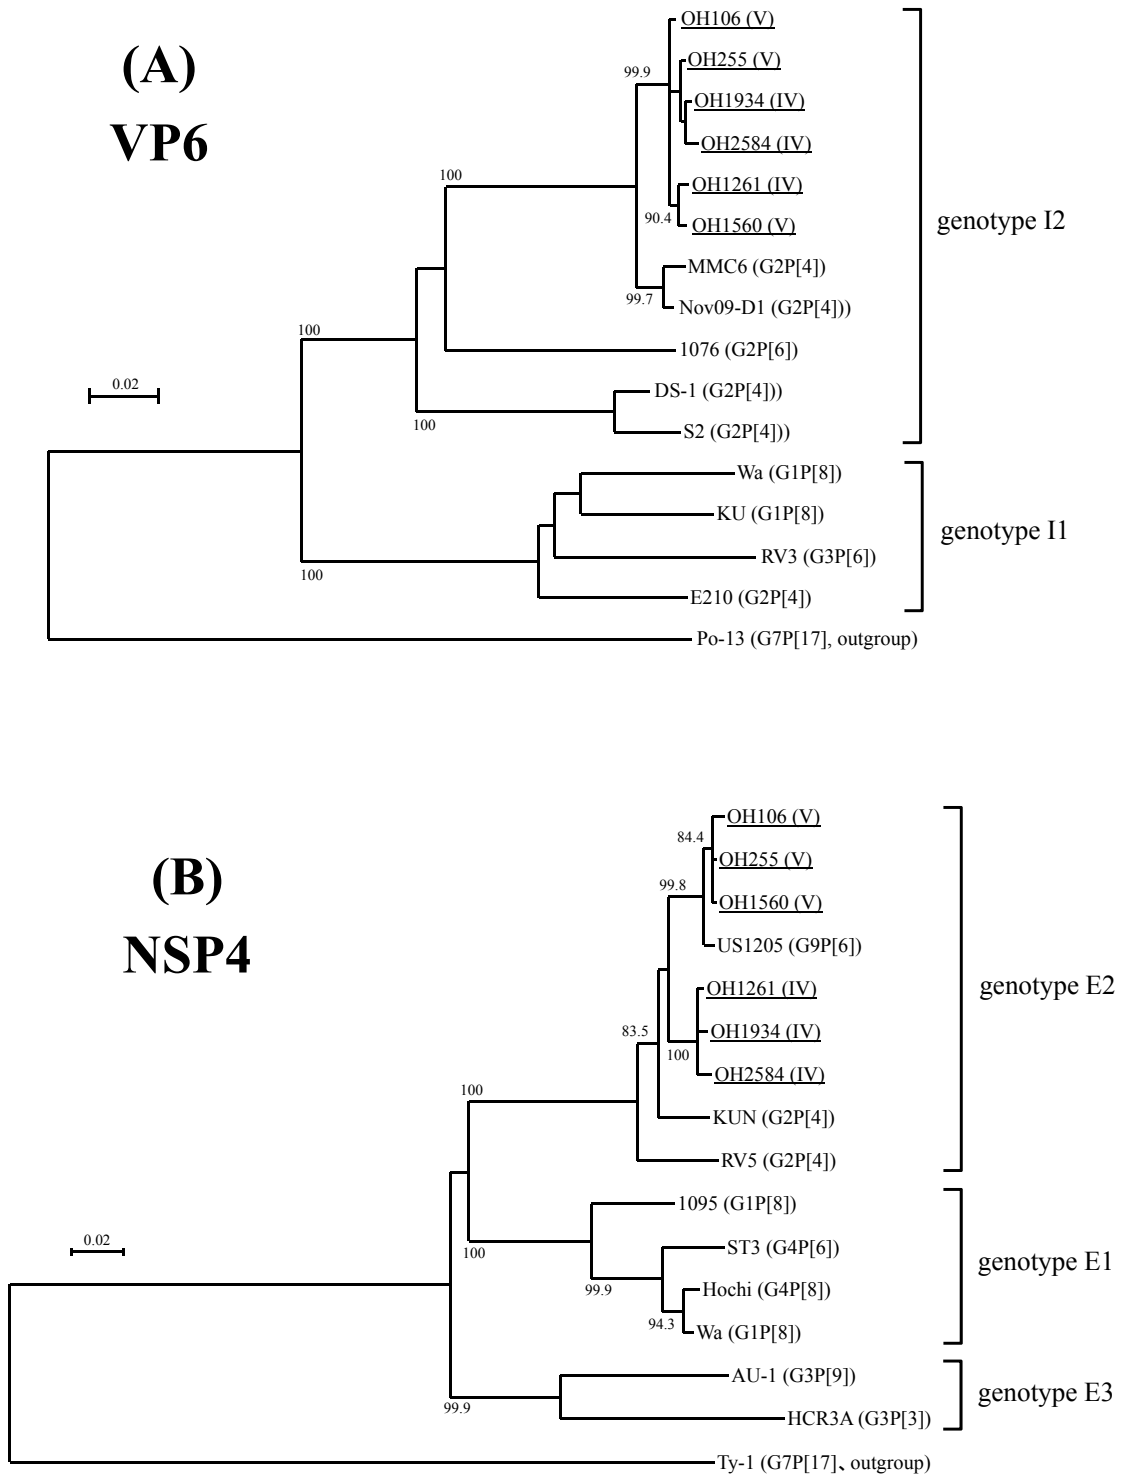 (A)
VP6
OH106 (V)
OH255 (V)
99.9
OH1934 (IV)
OH2584 (IV)
100
OH1261 (IV)
90.4
OH1560 (V)
genotype I2
MMC6 (G2P[4])
99.7
Nov09-D1 (G2P[4]))
100
1076 (G2P[6])
0.02
DS-1 (G2P[4]))
100
S2 (G2P[4]))
Wa (G1P[8])
KU (G1P[8])
genotype I1
RV3 (G3P[6])
100
E210 (G2P[4])
Po-13 (G7P[17], outgroup)
(B)
NSP4
OH106 (V)
84.4
OH255 (V)
99.8
OH1560 (V)
US1205 (G9P[6])
genotype E2
OH1261 (IV)
83.5
OH1934 (IV)
100
OH2584 (IV)
100
KUN (G2P[4])
RV5 (G2P[4])
1095 (G1P[8])
0.02
100
ST3 (G4P[6])
genotype E1
99.9
Hochi (G4P[8])
94.3
Wa (G1P[8])
AU-1 (G3P[9])
genotype E3
99.9
HCR3A (G3P[3])
Ty-1 (G7P[17]、outgroup)